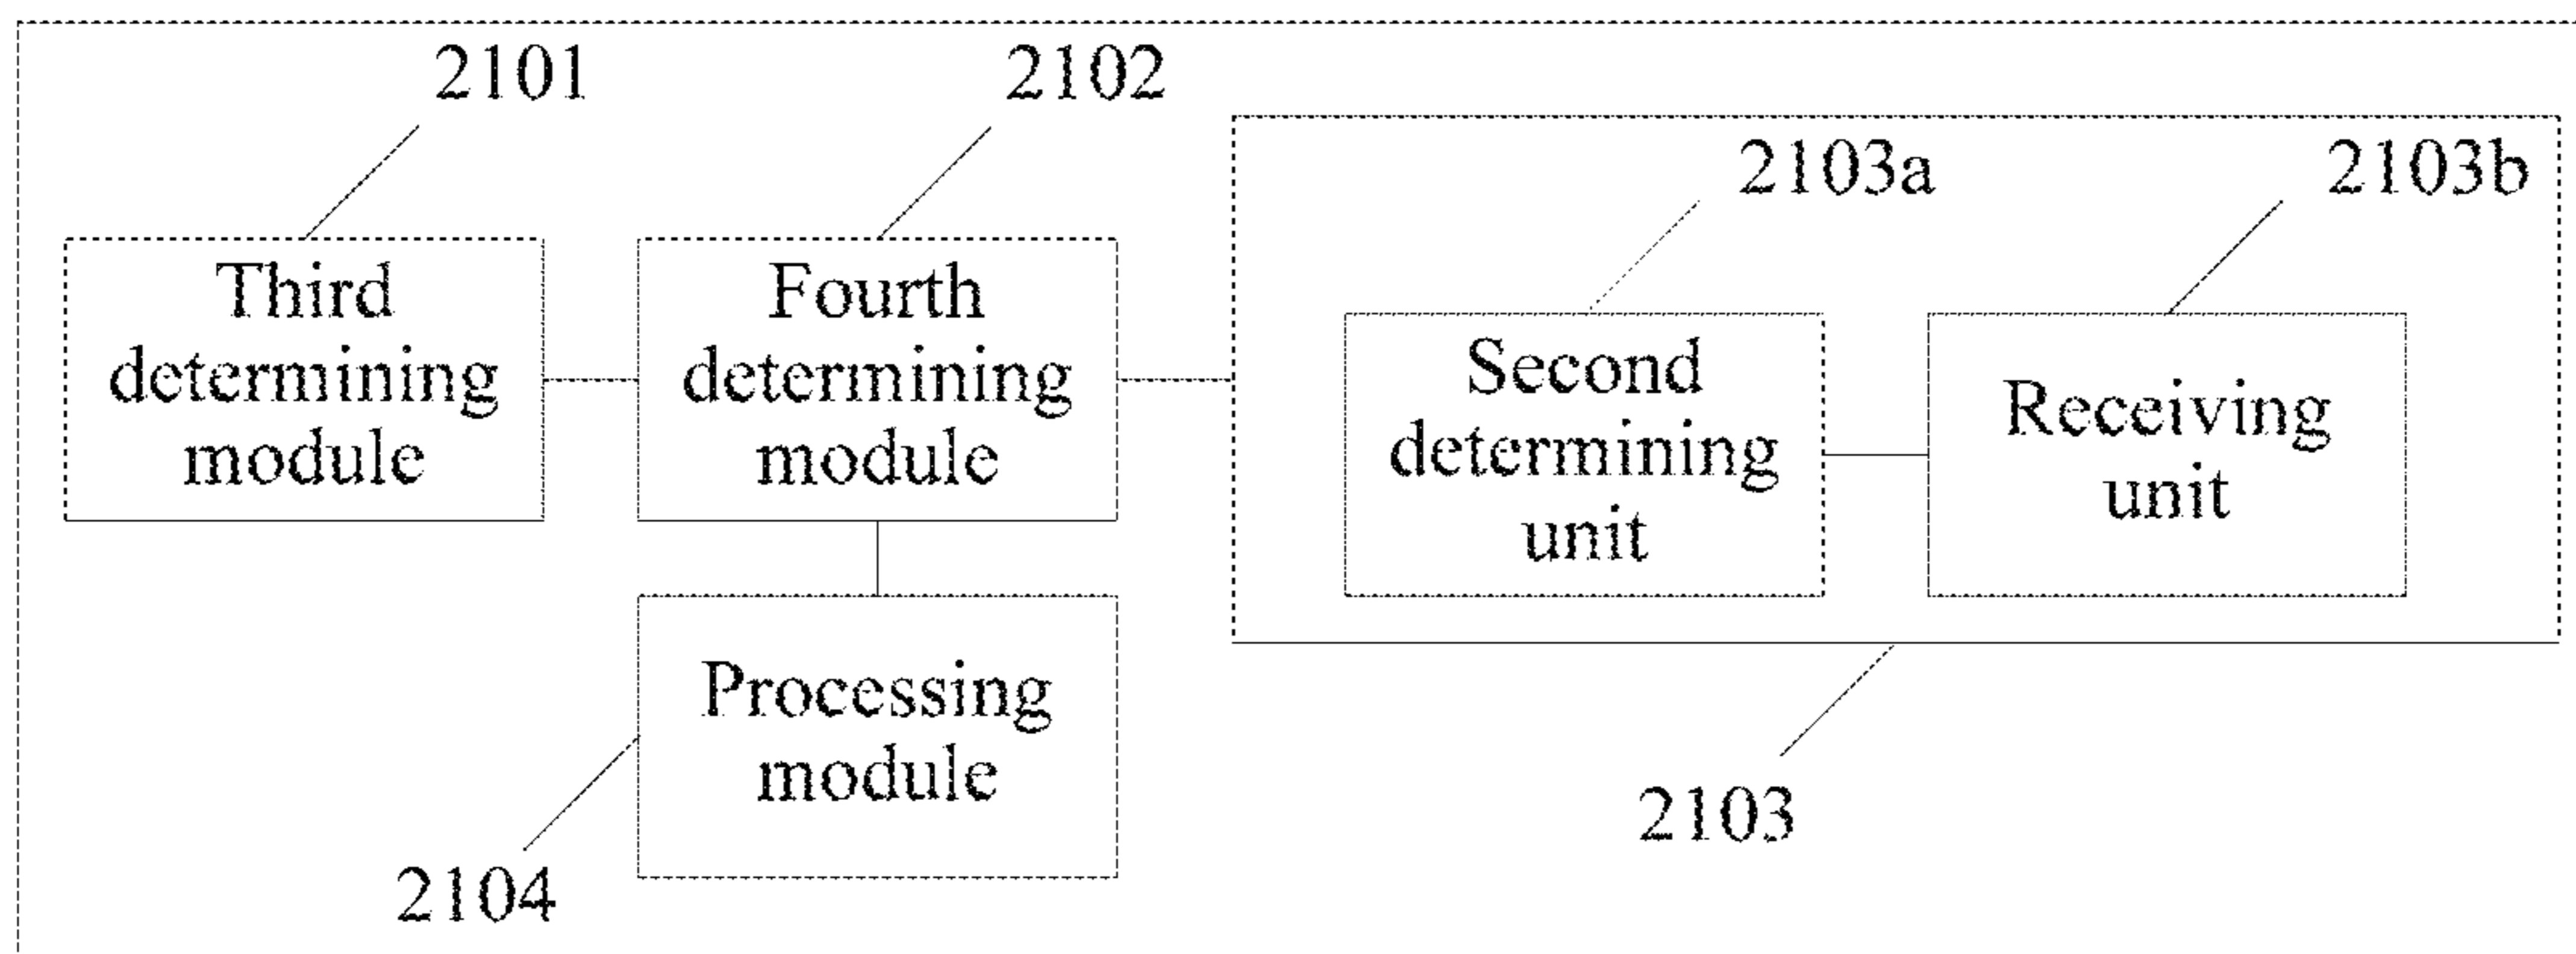 2101
2102
2103a
2103b
Third
determining
module
Fourth
determining
module
Second
determining
unit
Receiving
unit
Processing
module
2103
2104